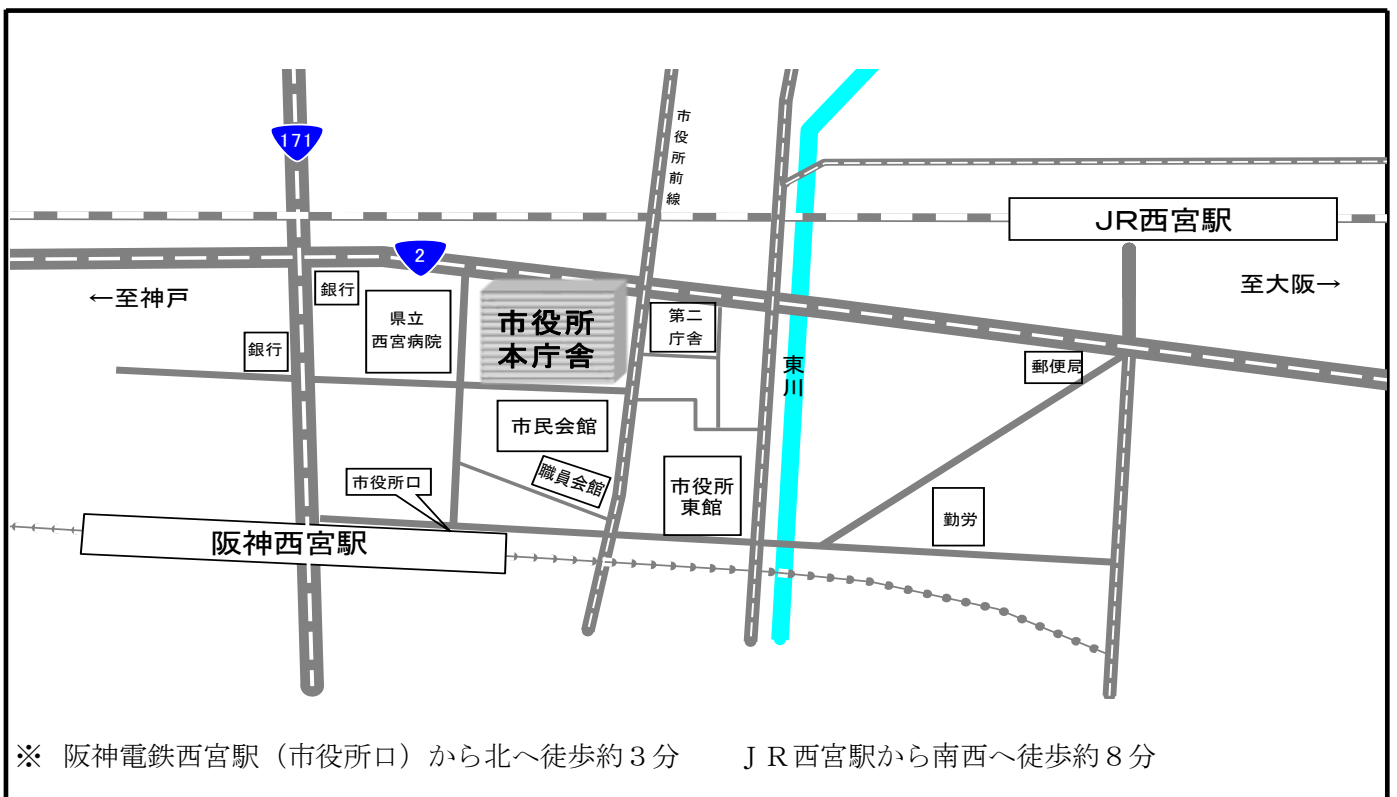 171
市役所前線
JR西宮駅
2
←至神戸
至大阪→
銀行
県立
西宮病院
市役所
本庁舎
第二
庁舎
銀行
東川
郵便局
市民会館
職員会館
市役所口
市役所
東館
勤労
阪神西宮駅
※ 阪神電鉄西宮駅（市役所口）から北へ徒歩約３分　　ＪＲ西宮駅から南西へ徒歩約８分